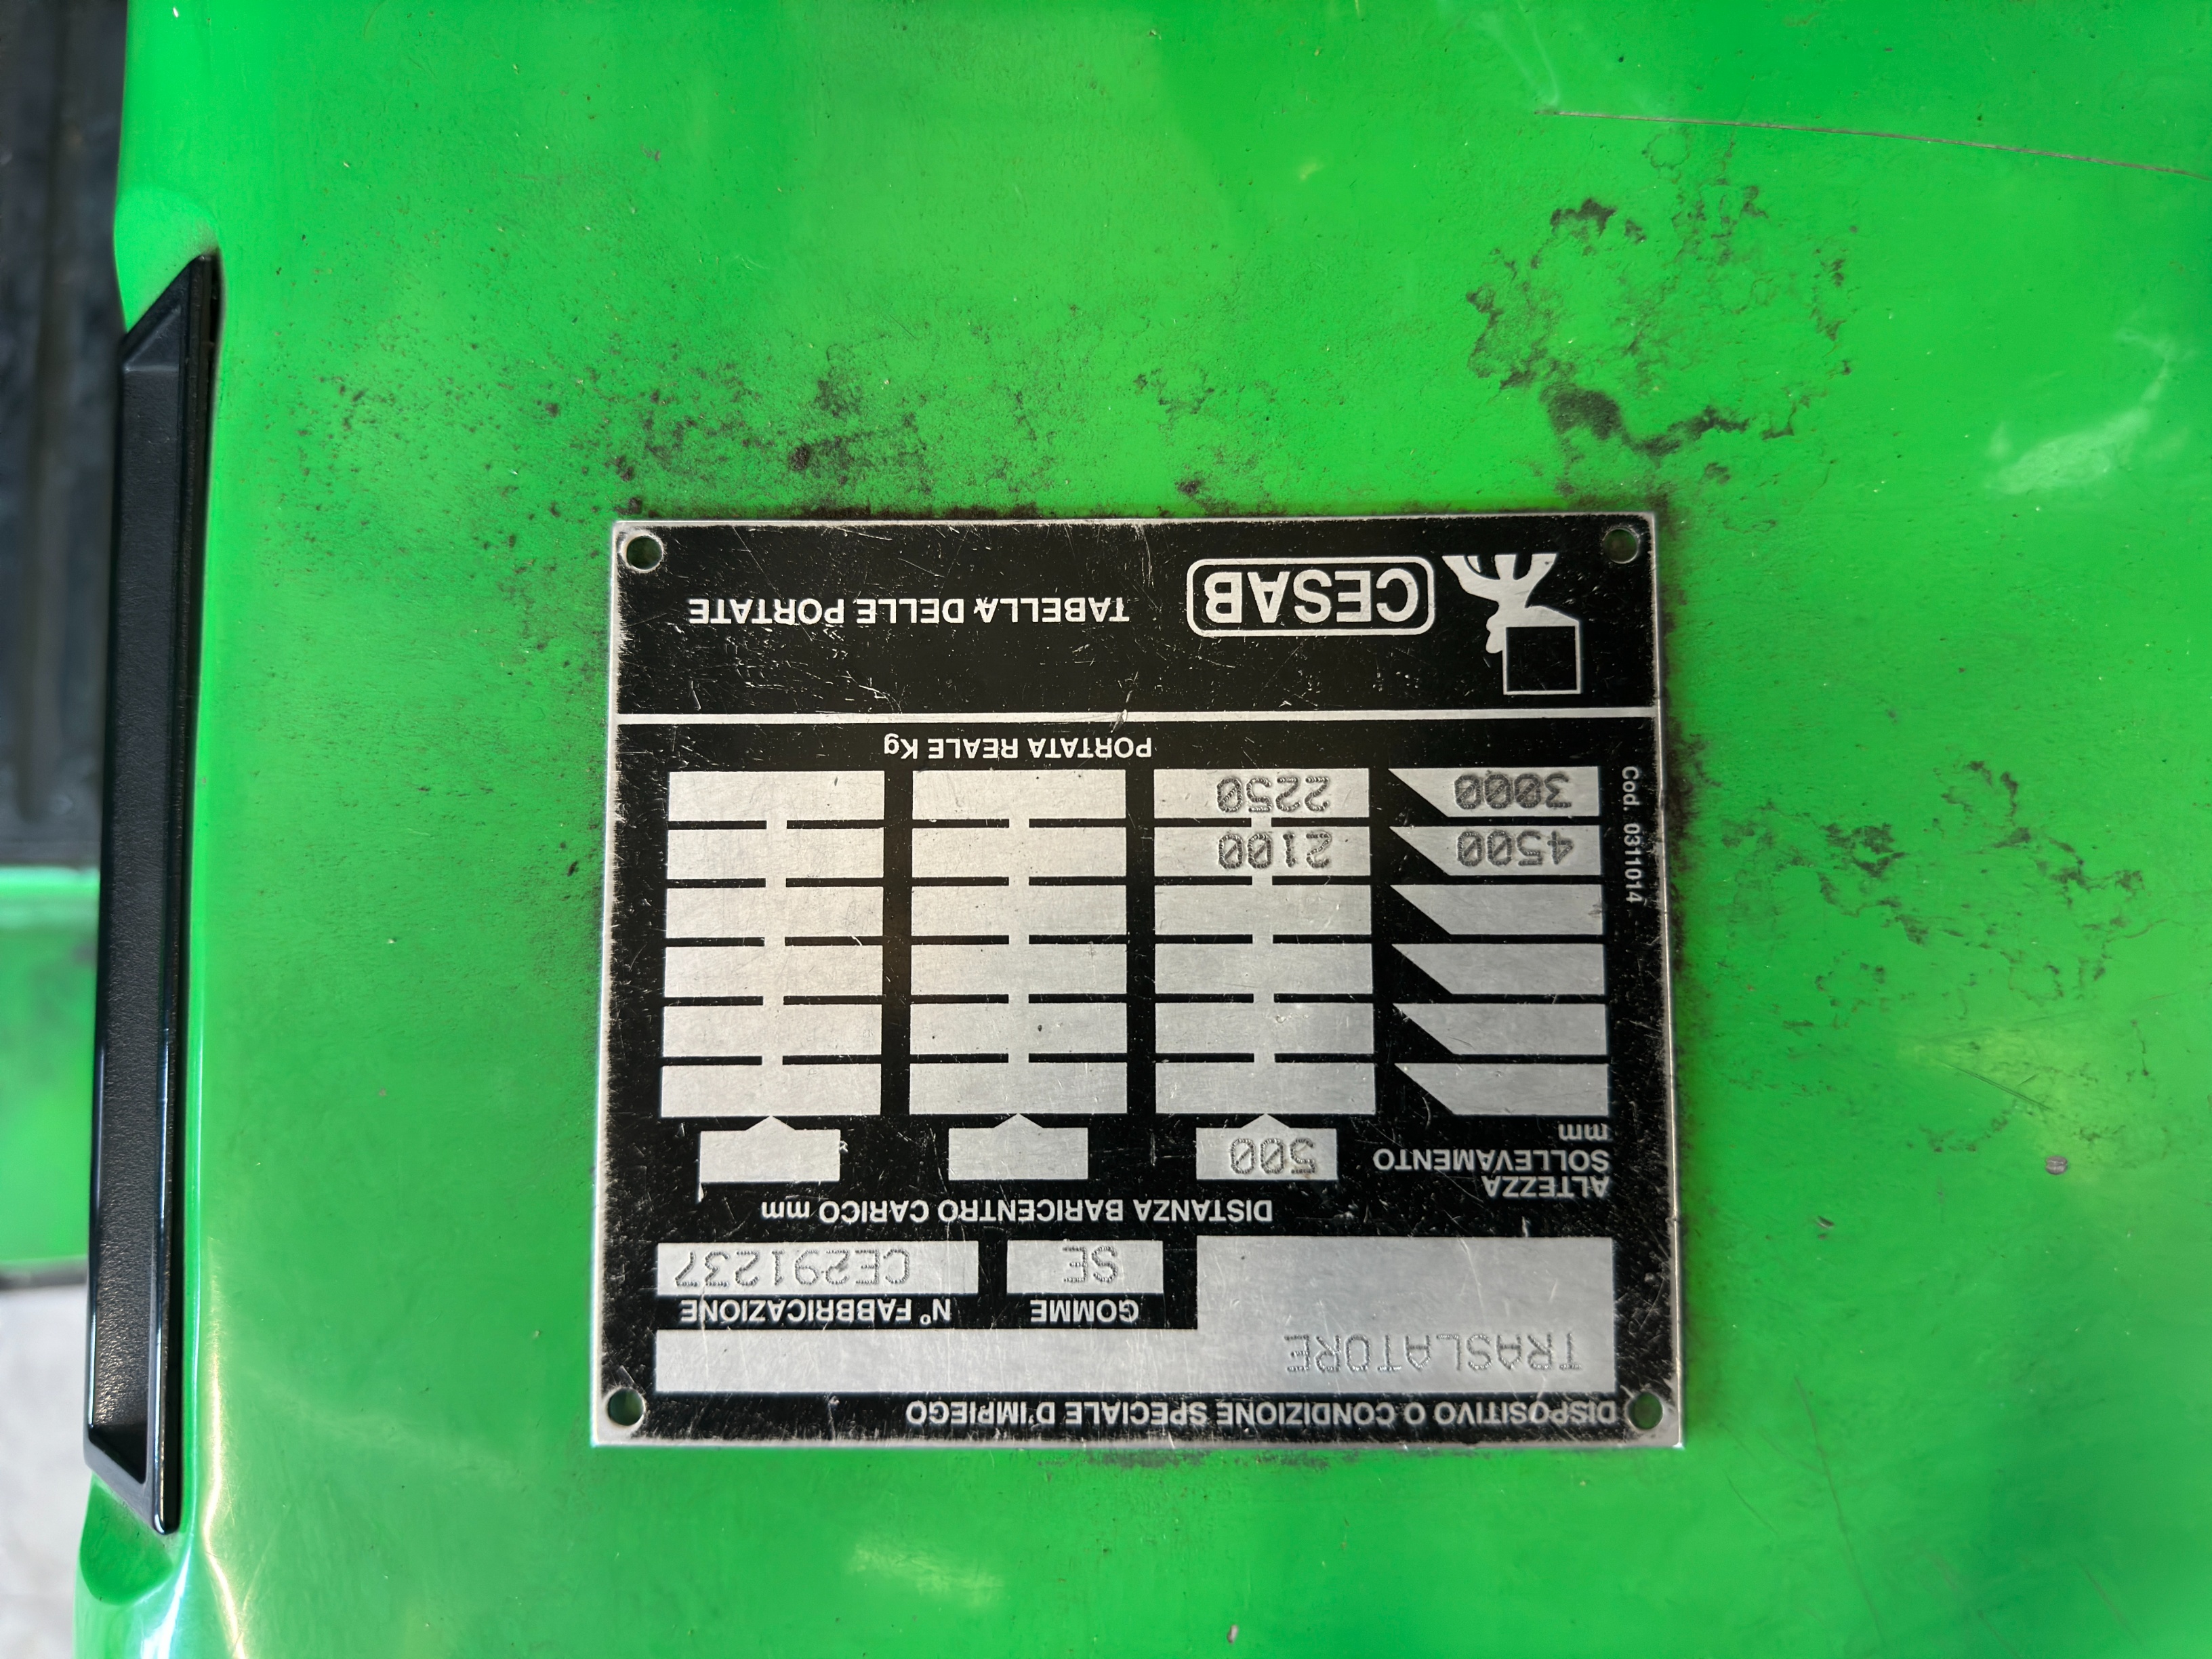 CESAB TABELLA DELLE PORTATE
PORTATA REALE Kg
3000 2250
4500 2100
Cod. 0311014
ALTEZZA
SOLLEVAMENTO
mm
500
DISTANZA BARICENTRO CARICO mm
SE CE291237
GOMME N° FABBRICAZIONE
TRASLATORE
DISPOSITIVO O CONDIZIONE SPECIALE D'IMPIEGO